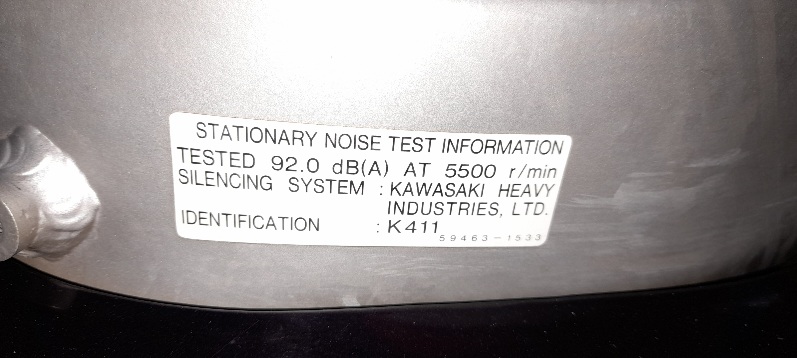 STATIONARY NOISE TEST INFORMATION
TESTED 92.0 dB(A) AT 5500 r/min
SILENCING SYSTEM : KAWASAKI HEAVY
INDUSTRIES, LTD.
IDENTIFICATION : K411
59463-1533